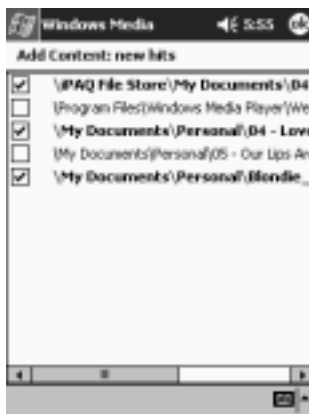 Windows Media 5:55 ok
Add Content: new hits
\iPAQ File Store\My Documents\04
\Program Files\Windows Media Player\We
\My Documents\Personal\04 - Love
\My Documents\Personal\05 - Our Lips Ar
\My Documents\Personal\Blondie_